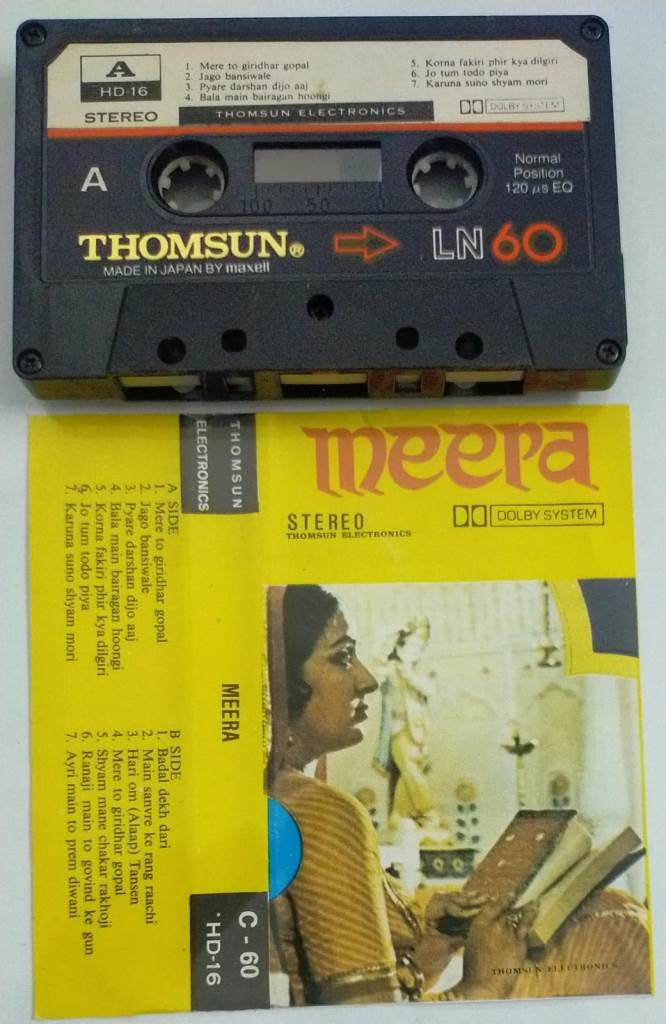 A
HD-16
STEREO
1. Mere to giridhar gopal
2. Jago bansiwale
3. Pyare darshan dijo aaj
4. Bala main bairagan hoongi
5. Korna fakiri phir kya dilgiri
6. Jo tum todo piya
7. Karuna suno shyam mori
THOMSUN ELECTRONICS
DOLBY SYSTEM
A
100 50 0
Normal
Position
120 µs EQ
THOMSUN®
MADE IN JAPAN BY maxell
LN 60
meera
STEREO
THOMSUN ELECTRONICS
DOLBY SYSTEM
THOMSUN
ELECTRONICS
MEERA
C - 60
HD-16
A SIDE
1. Mere to giridhar gopal
2. Jago bansiwale
3. Pyare darshan dijo aaj
4. Bala main bairagan hoongi
5. Korna fakiri phir kya dilgiri
6. Jo tum todo piya
7. Karuna suno shyam mori
B SIDE
1. Badal dekh dari
2. Main sanvre ke rang raachi
3. Hari om (Alaap) Tansen
4. Mere to giridhar gopal
5. Shyam mane chakar rakhoji
6. Ranaji main to govind ke gun
7. Ayri main to prem diwani
THOMSUN ELECTRONICS